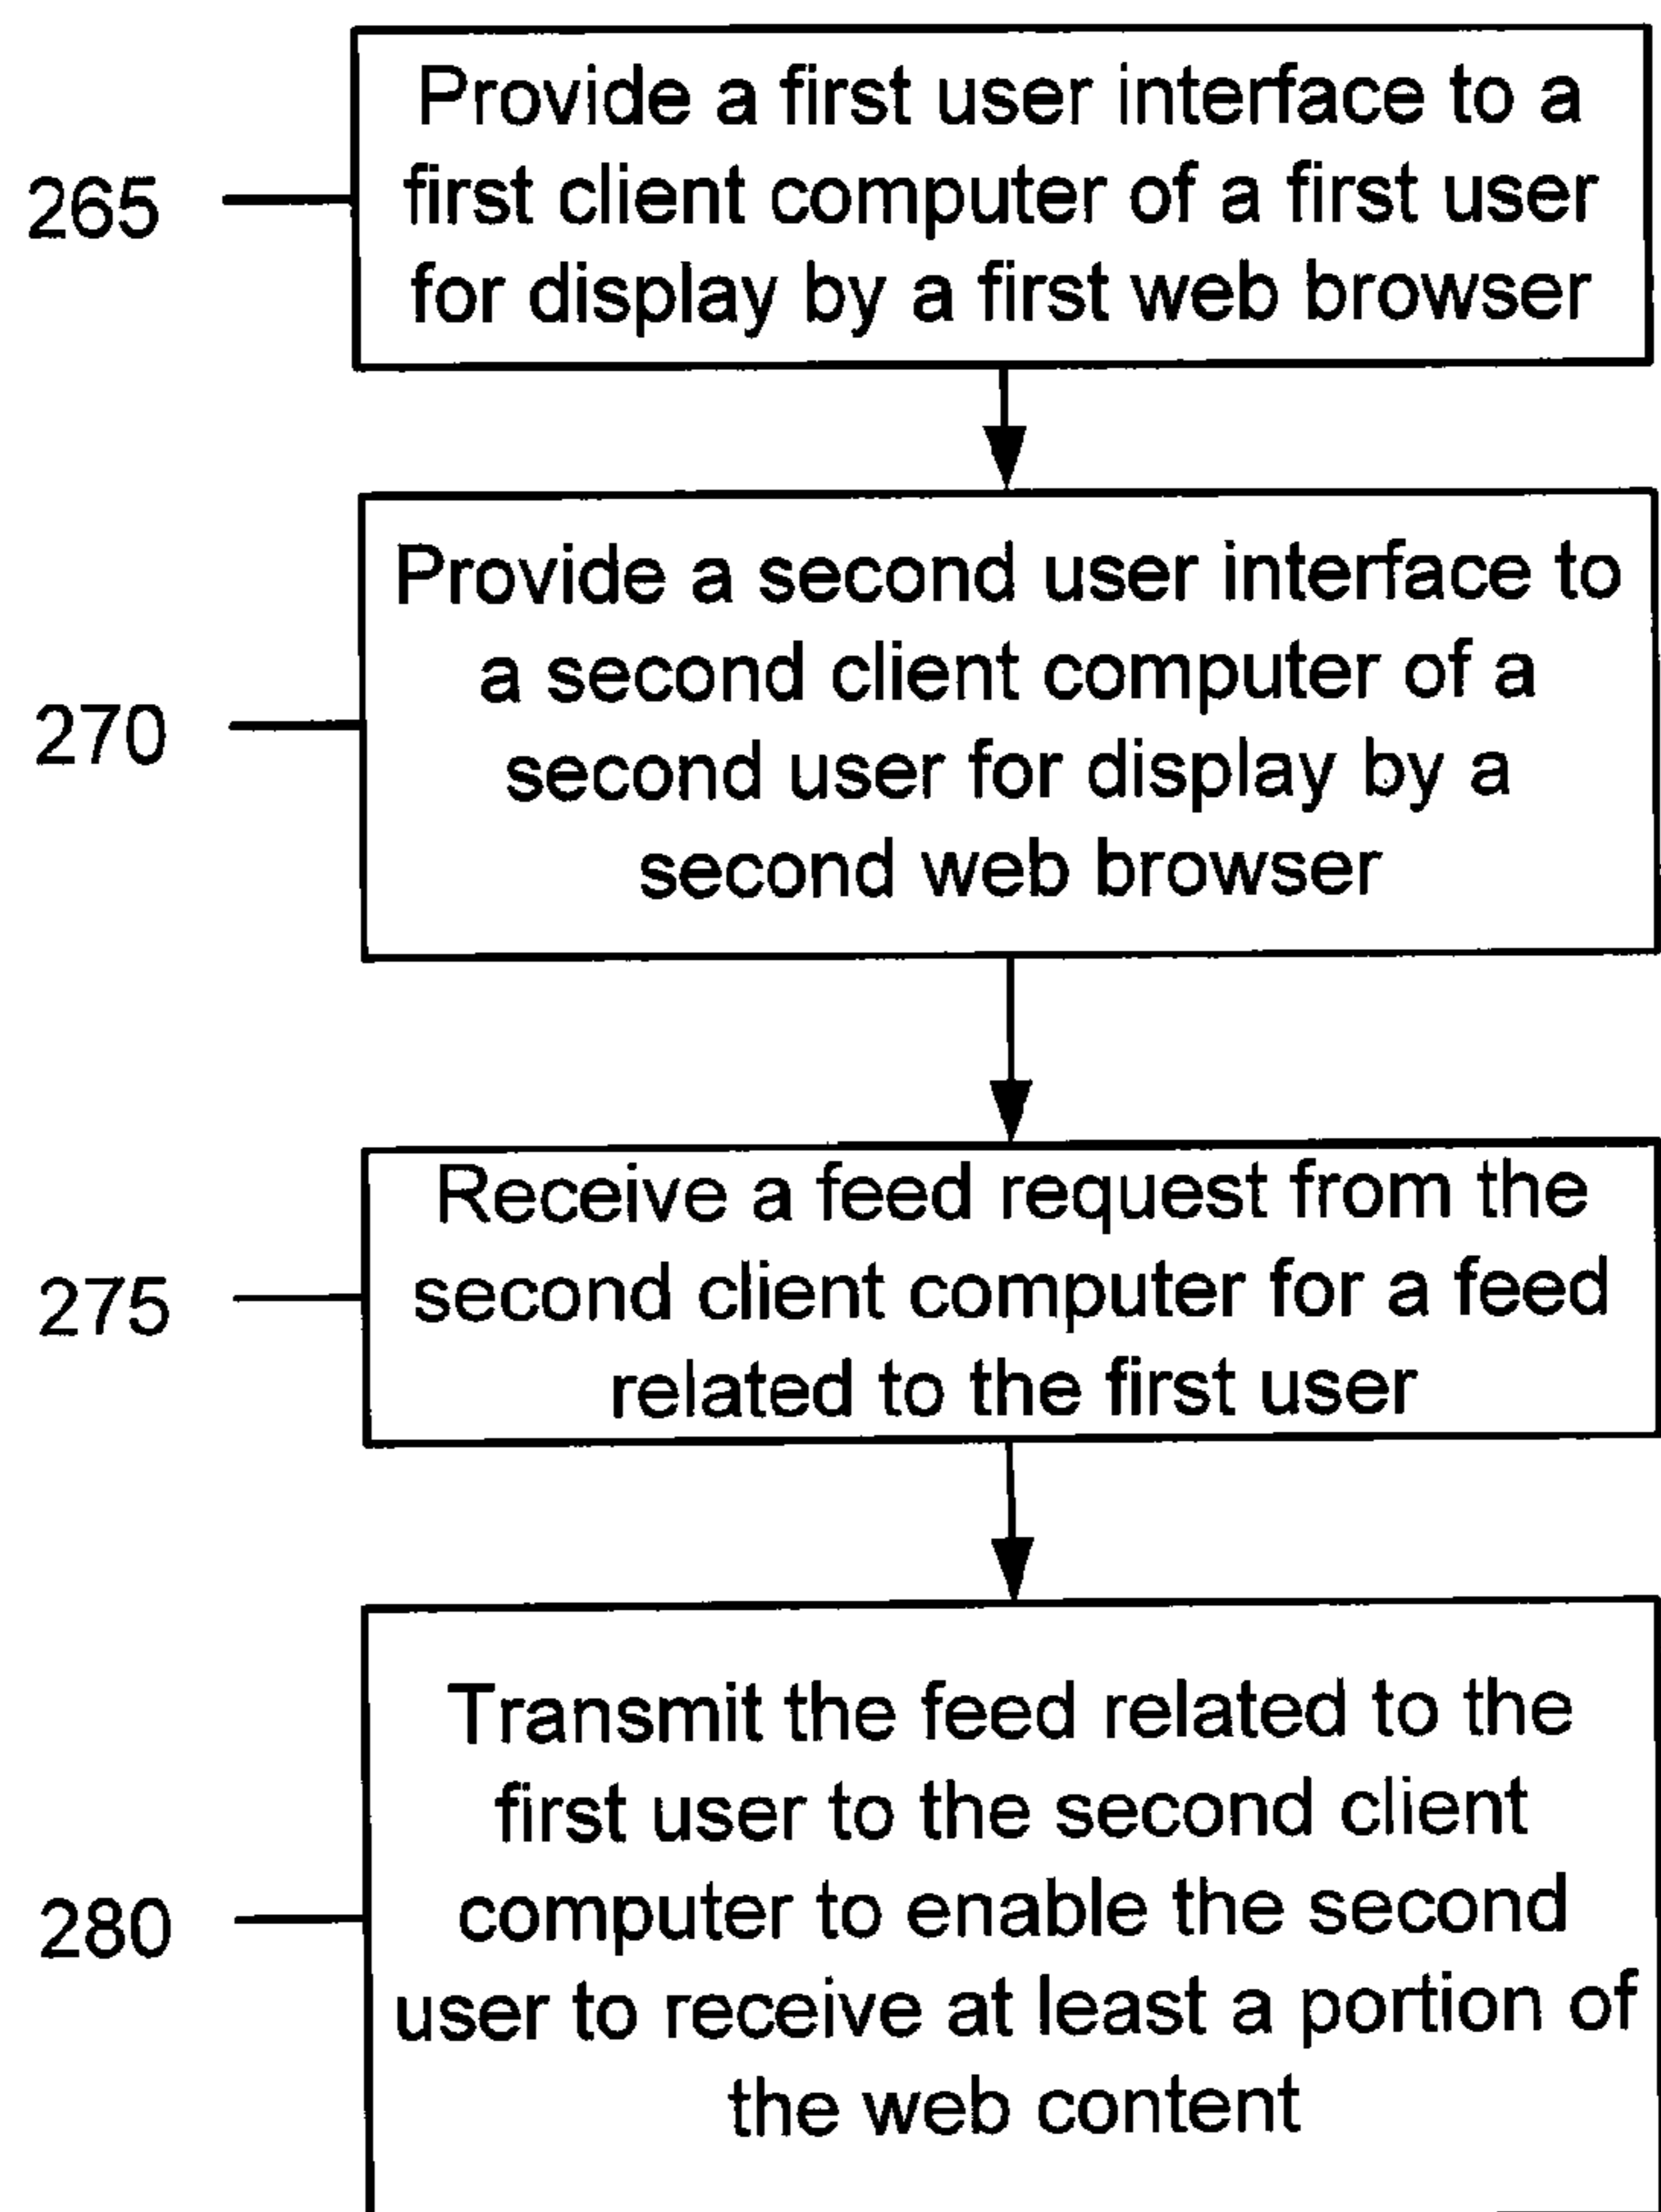 265
Provide a first user interface to a
first client computer of a first user
for display by a first web browser
270
Provide a second user interface to
a second client computer of a
second user for display by a
second web browser
275
Receive a feed request from the
second client computer for a feed
related to the first user
280
Transmit the feed related to the
first user to the second client
computer to enable the second
user to receive at least a portion of
the web content